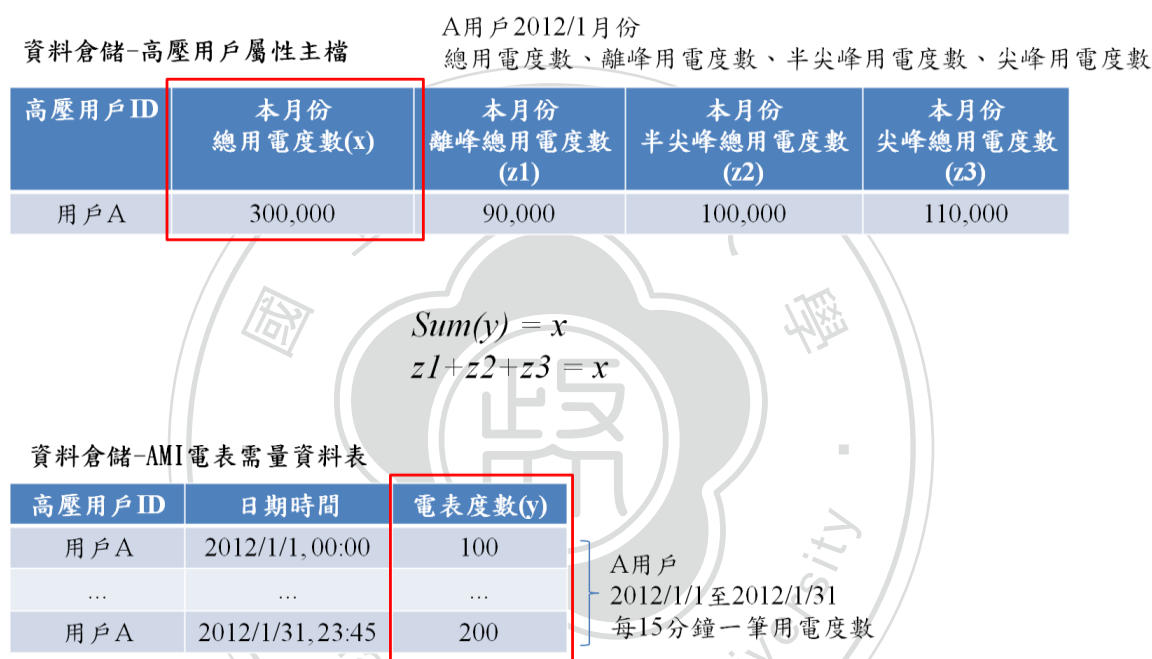 A用戶2012/1月份
資料倉儲-高壓用戶屬性主檔
總用電度數、離峰用電度數、半尖峰用電度數、尖峰用電度數
高壓用戶ID 本月份 本月份 本月份 本月份
總用電度數(x) 離峰總用電度數 半尖峰總用電度數 尖峰總用電度數
(z1) (z2) (z3)
用戶A 300,000 90,000 100,000 110,000
國 學
Sum(y) = x
z1+z2+z3 = x
政
資料倉儲-AMI電表需量資料表
高壓用戶ID 日期時間 電表度數(y)
用戶A 2012/1/1, 00:00 100
... ... ...
用戶A 2012/1/31, 23:45 200
A用戶
2012/1/1至2012/1/31
每15分鐘一筆用電度數